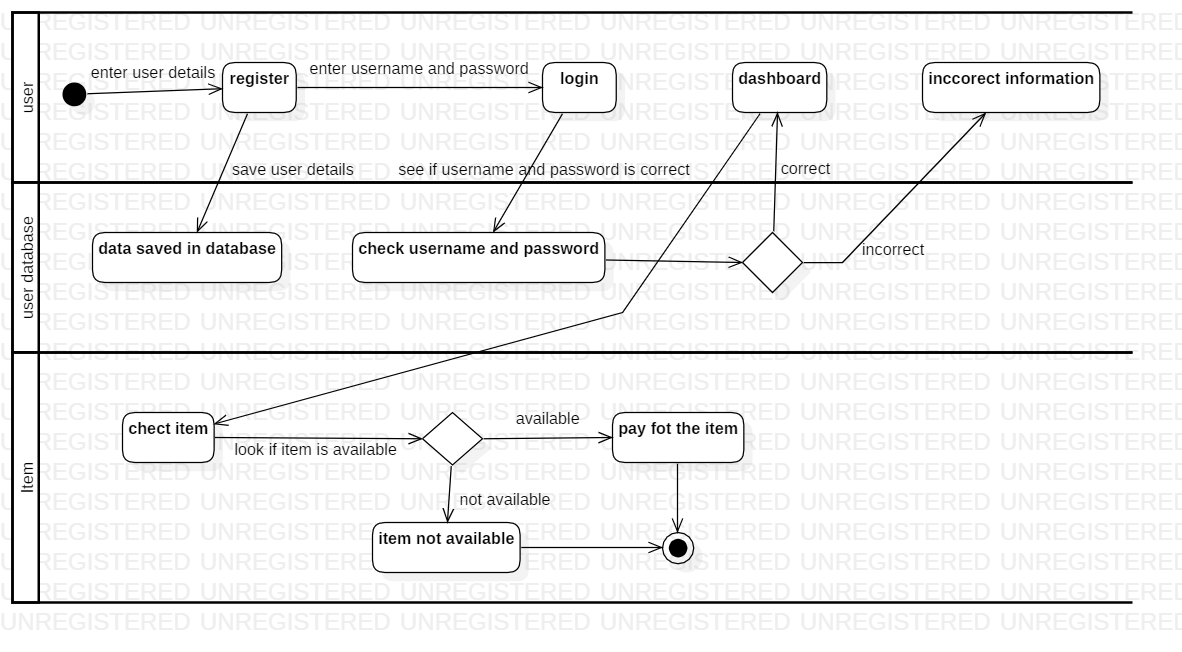 user
enter user details
register
enter username and password
login
dashboard
inccorect information
save user details
see if username and password is correct
correct
user database
data saved in database
check username and password
incorrect
Item
chect item
look if item is available
available
pay fot the item
not available
item not available
UNREGISTERED UNREGISTERED UNREGISTERED UNREGISTERED UNREGISTERED UNREGISTERED